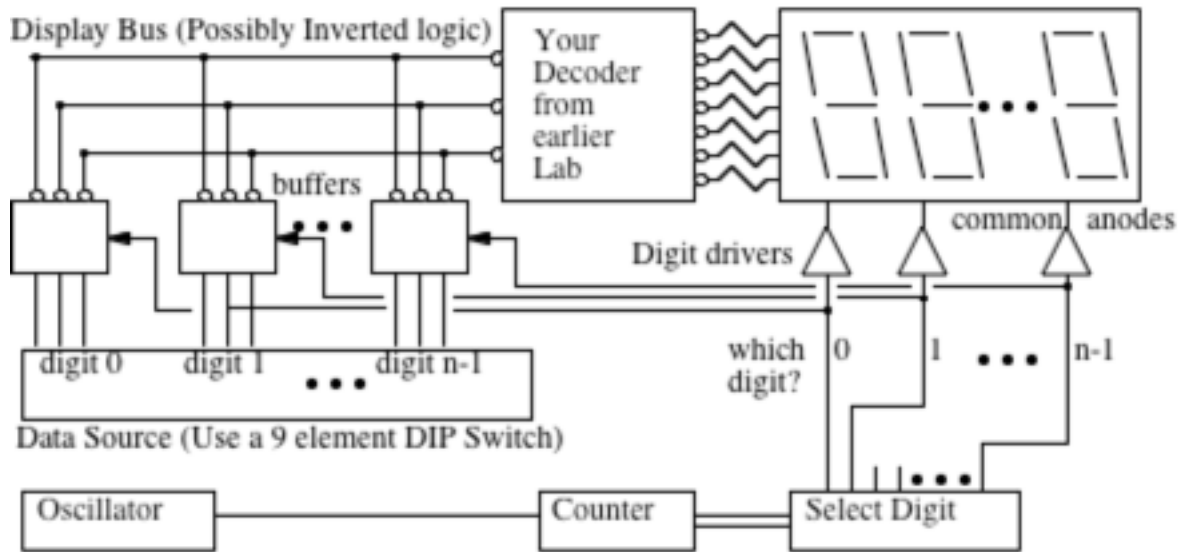 Display Bus (Possibly Inverted logic)
Your
Decoder
from
earlier
Lab
buffers
common anodes
Digit drivers
digit 0
digit 1
digit n-1
which
digit?
0
1
n-1
Data Source (Use a 9 element DIP Switch)
Oscillator
Counter
Select Digit